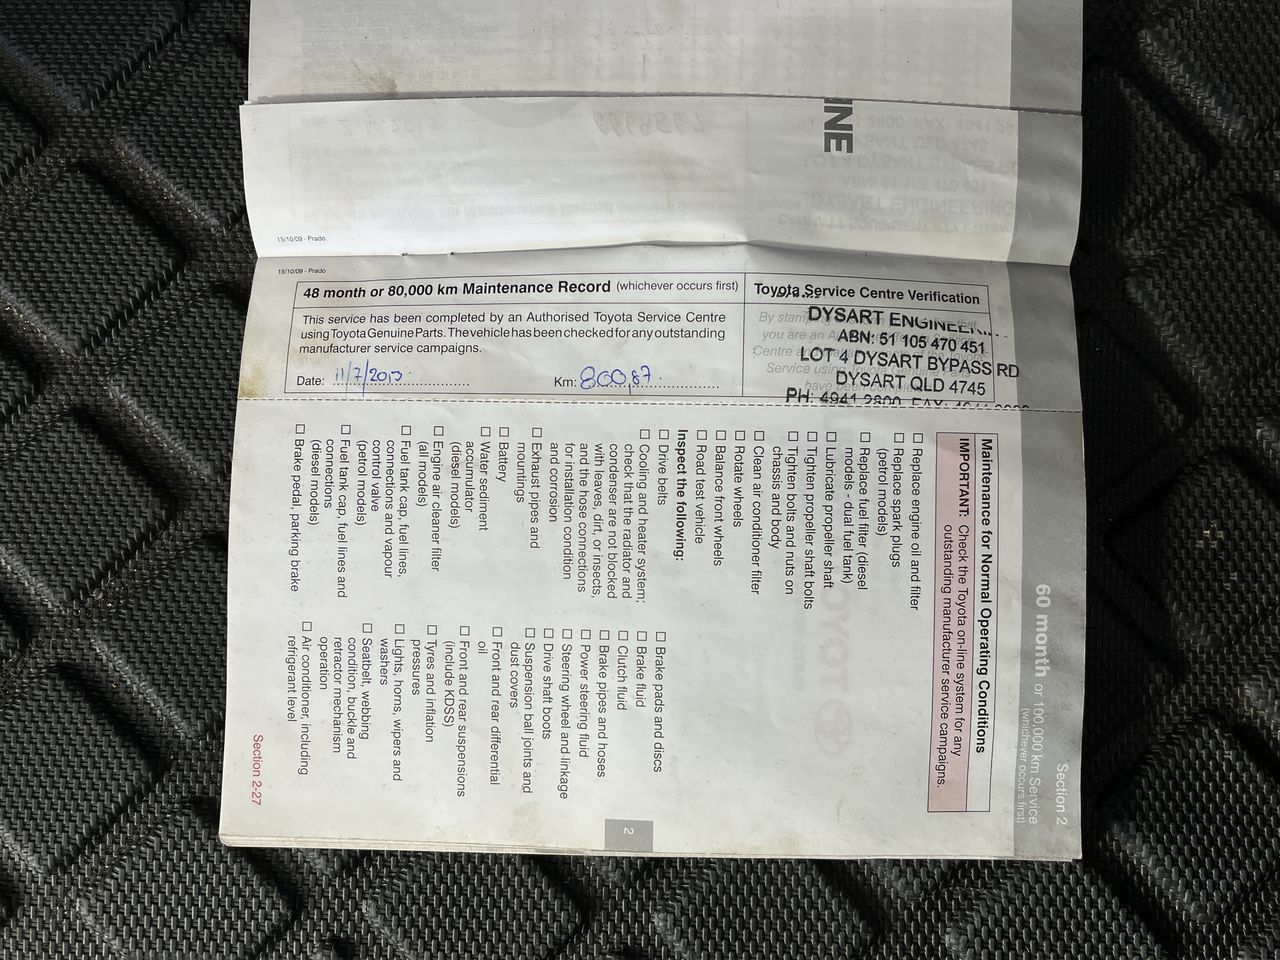 INE
15/10/09 - Prado
15/10/09 - Prado
48 month or 80,000 km Maintenance Record (whichever occurs first)
This service has been completed by an Authorised Toyota Service Centre
using Toyota Genuine Parts. The vehicle has been checked for any outstanding
manufacturer service campaigns.
Date: 11/7/2013
Km: 800,87
Toyota Service Centre Verification
DYSART
ABN: 51 105 470 451
LOT 4 DYSART BYPASS RD
DYSART QLD 4745
PH: 4941 2800
Section 2
60 month or 100,000 km Service
(whichever occurs first)
Maintenance for Normal Operating Conditions
IMPORTANT: Check the Toyota on-line system for any
outstanding manufacturer service campaigns.
Replace engine oil and filter
Replace spark plugs
(petrol models)
Replace fuel filter (diesel
models - dual fuel tank)
Lubricate propeller shaft
Tighten propeller shaft bolts
Tighten bolts and nuts on
chassis and body
Clean air conditioner filter
Rotate wheels
Balance front wheels
Road test vehicle
Inspect the following:
Drive belts
Cooling and heater system;
check that the radiator and
condenser are not blocked
with leaves, dirt, or insects,
and the hose connections
for installation condition
and corrosion
Exhaust pipes and
mountings
Battery
Water sediment
accumulator
(diesel models)
Engine air cleaner filter
(all models)
Fuel tank, cap, fuel lines,
connections and vapour
control valve
(petrol models)
Fuel tank cap, fuel lines and
connections
(diesel models)
Brake pedal, parking brake
Brake pads and discs
Brake fluid
Clutch fluid
Brake pipes and hoses
Power steering fluid
Steering wheel and linkage
Drive shaft boots
Suspension ball joints and
dust covers
Front and rear differential
oil
Front and rear suspensions
(include KDSS)
Tyres and inflation
pressures
Lights, horns, wipers and
washers
Seatbelt, webbing
condition, buckle and
retractor mechanism
operation
Air conditioner, including
refrigerant level
2
Section 2-27